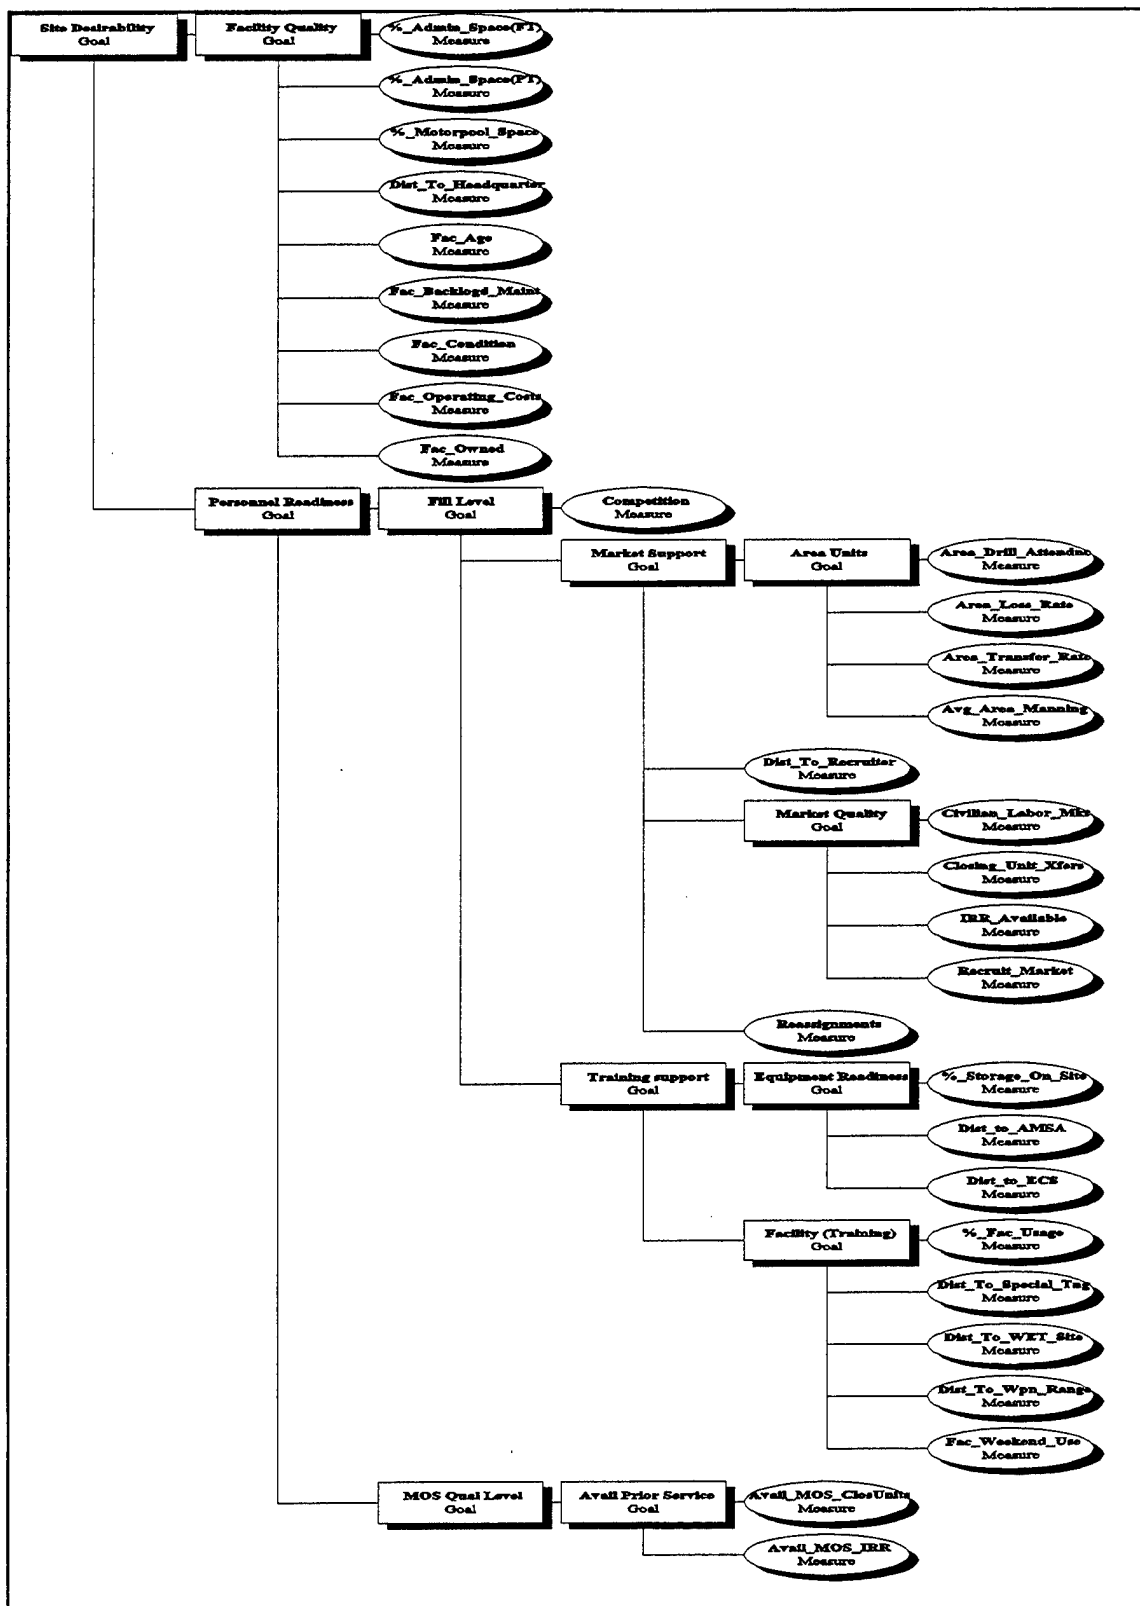 Site Desirability
Goal
Facility Quality
Goal
%_Admin_Space(FT)
Measure
%_Admin_Space(PT)
Measure
%_Motorpool_Space
Measure
Dist_To_Headquarter
Measure
Fac_Age
Measure
Fac_Backlogd_Maint
Measure
Fac_Condition
Measure
Fac_Operating_Costs
Measure
Fac_Owned
Measure
Personnel Readiness
Goal
Fill Level
Goal
Competition
Measure
Market Support
Goal
Area Units
Goal
Area_Drill_Attendnc
Measure
Area_Loss_Rate
Measure
Area_Transfer_Rate
Measure
Avg_Area_Manning
Measure
Dist_To_Recruiter
Measure
Market Quality
Goal
Civilian_Labor_Mkt
Measure
Closing_Unit_Xfers
Measure
IRR_Available
Measure
Recruit_Market
Measure
Reassignments
Measure
Training support
Goal
Equipment Readiness
Goal
%_Storage_On_Site
Measure
Dist_to_AMSA
Measure
Dist_to_ECS
Measure
Facility (Training)
Goal
%_Fac_Usage
Measure
Dist_To_Special_Tng
Measure
Dist_To_WET_Site
Measure
Dist_To_Wpn_Range
Measure
Fac_Weekend_Use
Measure
MOS Qual Level
Goal
Avail Prior Service
Goal
Avail_MOS_ClosUnits
Measure
Avail_MOS_IRR
Measure